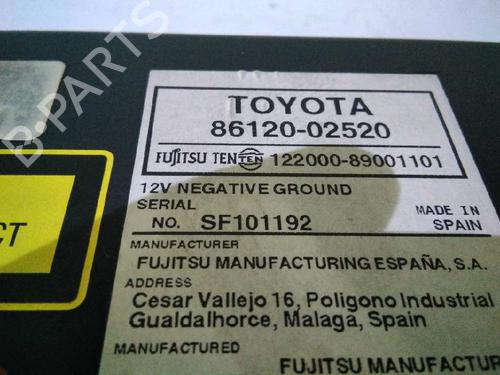 B-PARTS
TOYOTA
86120-02520
FUJITSU TEN TEN 122000-89001101
12V NEGATIVE GROUND
SERIAL
NO. SF101192
MADE IN
SPAIN
CT
MANUFACTURER
FUJITSU MANUFACTURING ESPAÑA, S.A.
ADDRESS
Cesar Vallejo 16, Poligono Industrial
Gualdalhorce, Malaga, Spain
MANUFACTURED
FUJITSU MANUFACTUR